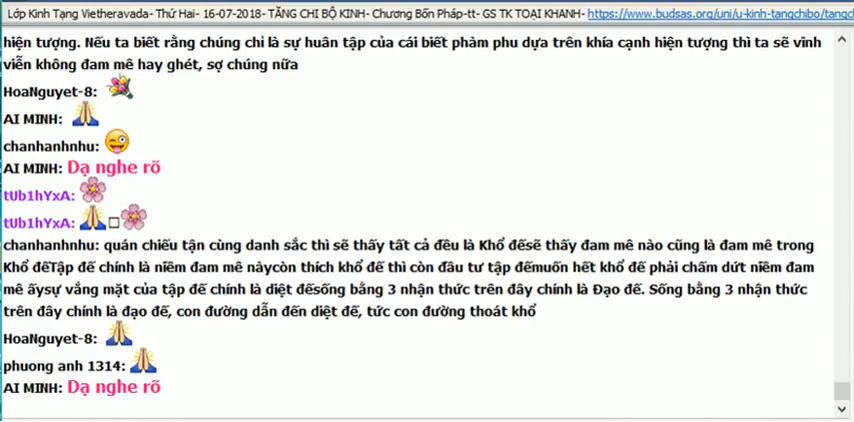 Lớp Kinh Tạng Vietheravada- Thứ Hai- 16-07-2018- TĂNG CHI BỘ KINH- Chương Bốn Pháp-tt- GS TK TOẠI KHANH- https://www.budsas.org/uni/u-kinh-tangchibo/tangc
hiện tượng. Nếu ta biết rằng chúng chỉ là sự huân tập của cái biết phàm phu dựa trên khía cạnh hiện tượng thì ta sẽ vĩnh
viễn không đam mê hay ghét, sợ chúng nữa
HoaNguyet-8:
AI MINH:
chanhanhnhu:
AI MINH: Dạ nghe rõ
tUb1hYxA:
tUb1hYxA:
chanhanhnhu: quán chiếu tận cùng danh sắc thì sẽ thấy tất cả đều là Khổ đếsẽ thấy đam mê nào cũng là đam mê trong
Khổ đếTập đế chính là niềm đam mê nàycòn thích khổ đế thì còn đầu tư tập đếmuốn hết khổ đế phải chấm dứt niềm đam
mê ấysự vắng mặt của tập đế chính là diệt đếsống bằng 3 nhận thức trên đây chính là Đạo đế. Sống bằng 3 nhận thức
trên đây chính là đạo đế, con đường dẫn đến diệt đế, tức con đường thoát khổ
HoaNguyet-8:
phuong anh 1314:
AI MINH: Dạ nghe rõ